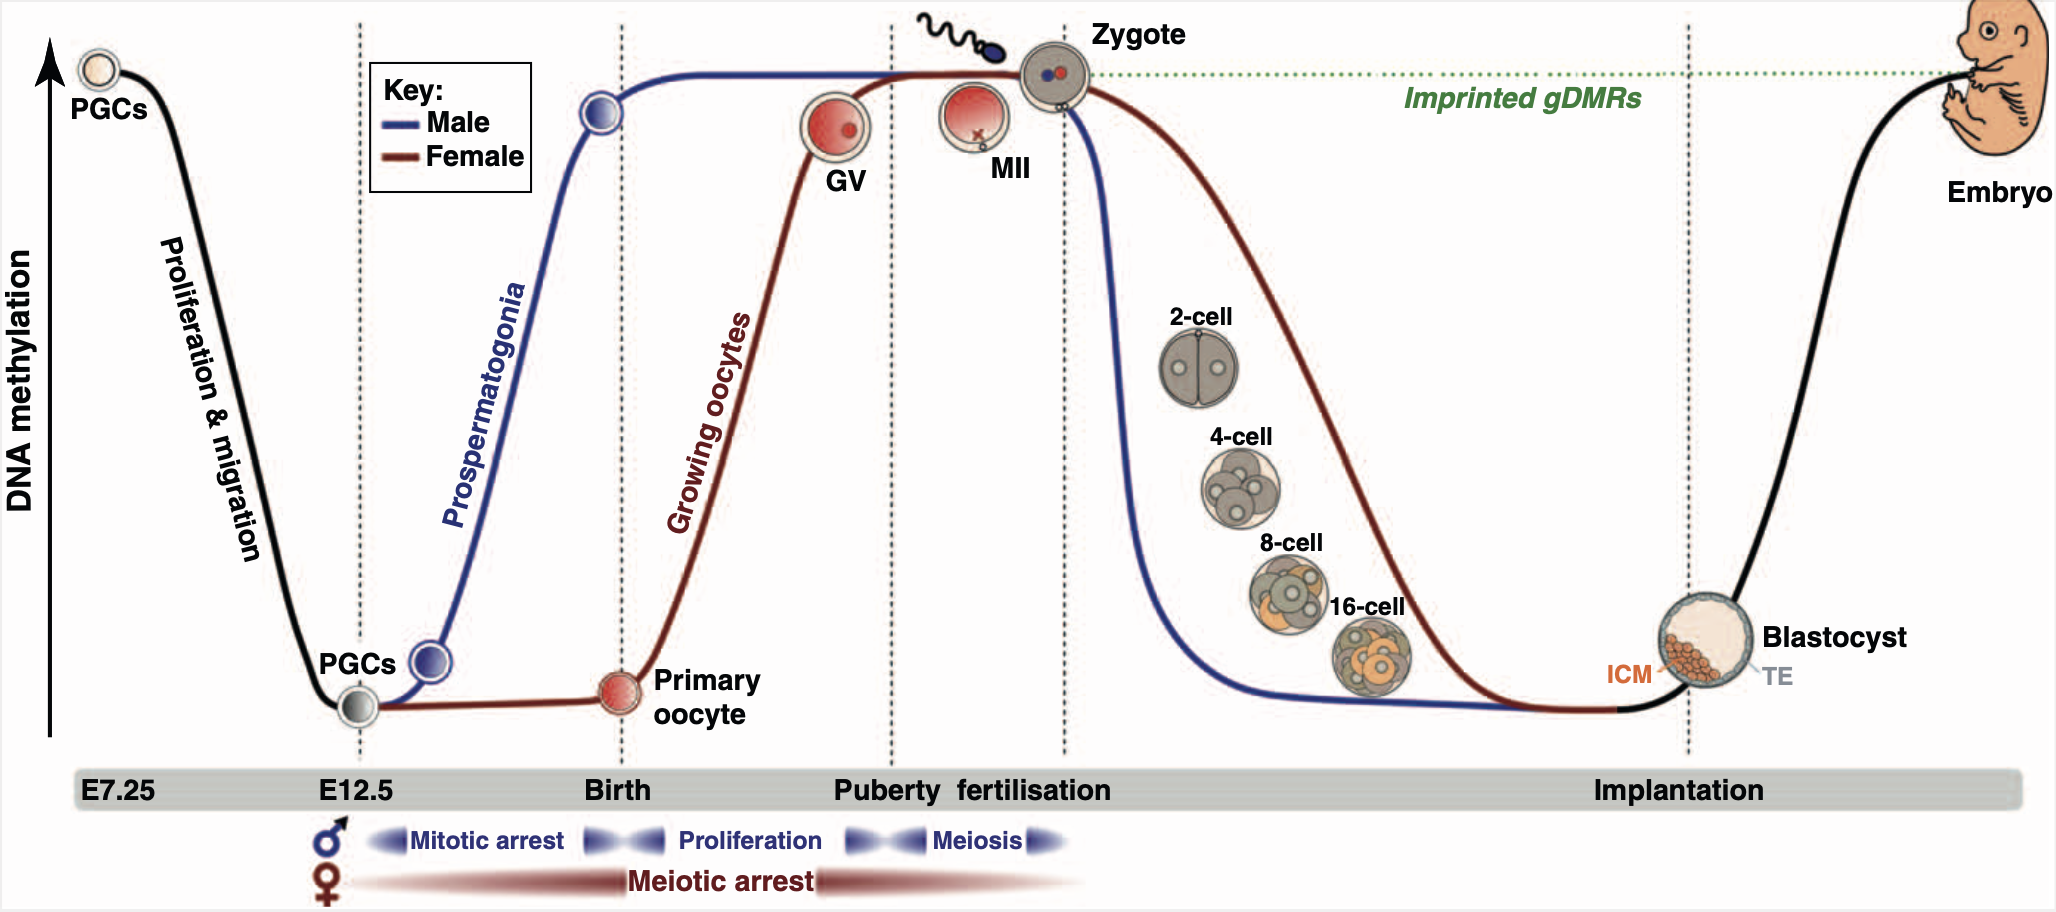 Zygote
PGCs
Key:
Male
Female
Imprinted gDMRs
GV
MII
Embryo
DNA methylation
Proliferation & migration
Prospermatogonia
Growing oocytes
2-cell
4-cell
8-cell
16-cell
PGCs
Primary
oocyte
Blastocyst
ICM
TE
E7.25 E12.5 Birth Puberty fertilisation Implantation
♂ Mitotic arrest Proliferation Meiosis
♀ Meiotic arrest